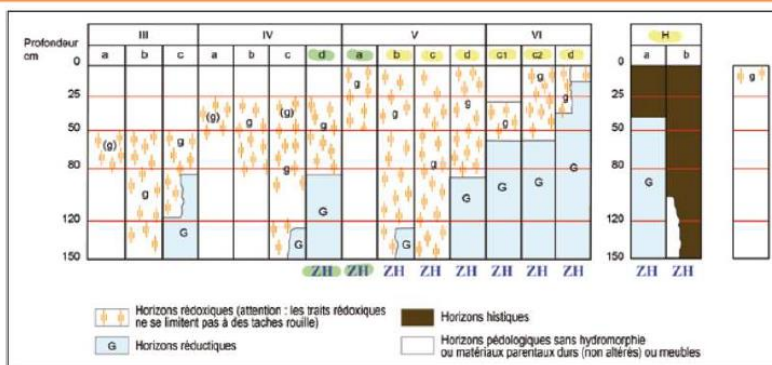 Profondeur
cm
III IV V VI H
a b c a b c d a b c d c1 c2 d a b
0 0
25 25
50 50
80 80
120 120
150 150
(g) g g G
(g) g (g) g G g G
g g G g g G
g G g G g G
G
g
ZH ZH ZH ZH ZH ZH ZH ZH ZH ZH
Horizons rédoxiques (attention : les traits rédoxiques
ne se limitent pas à des taches rouille)
G Horizons réductiques
Horizons histiques
Horizons pédologiques sans hydromorphie
ou matériaux parentaux durs (non altérés) ou meubles